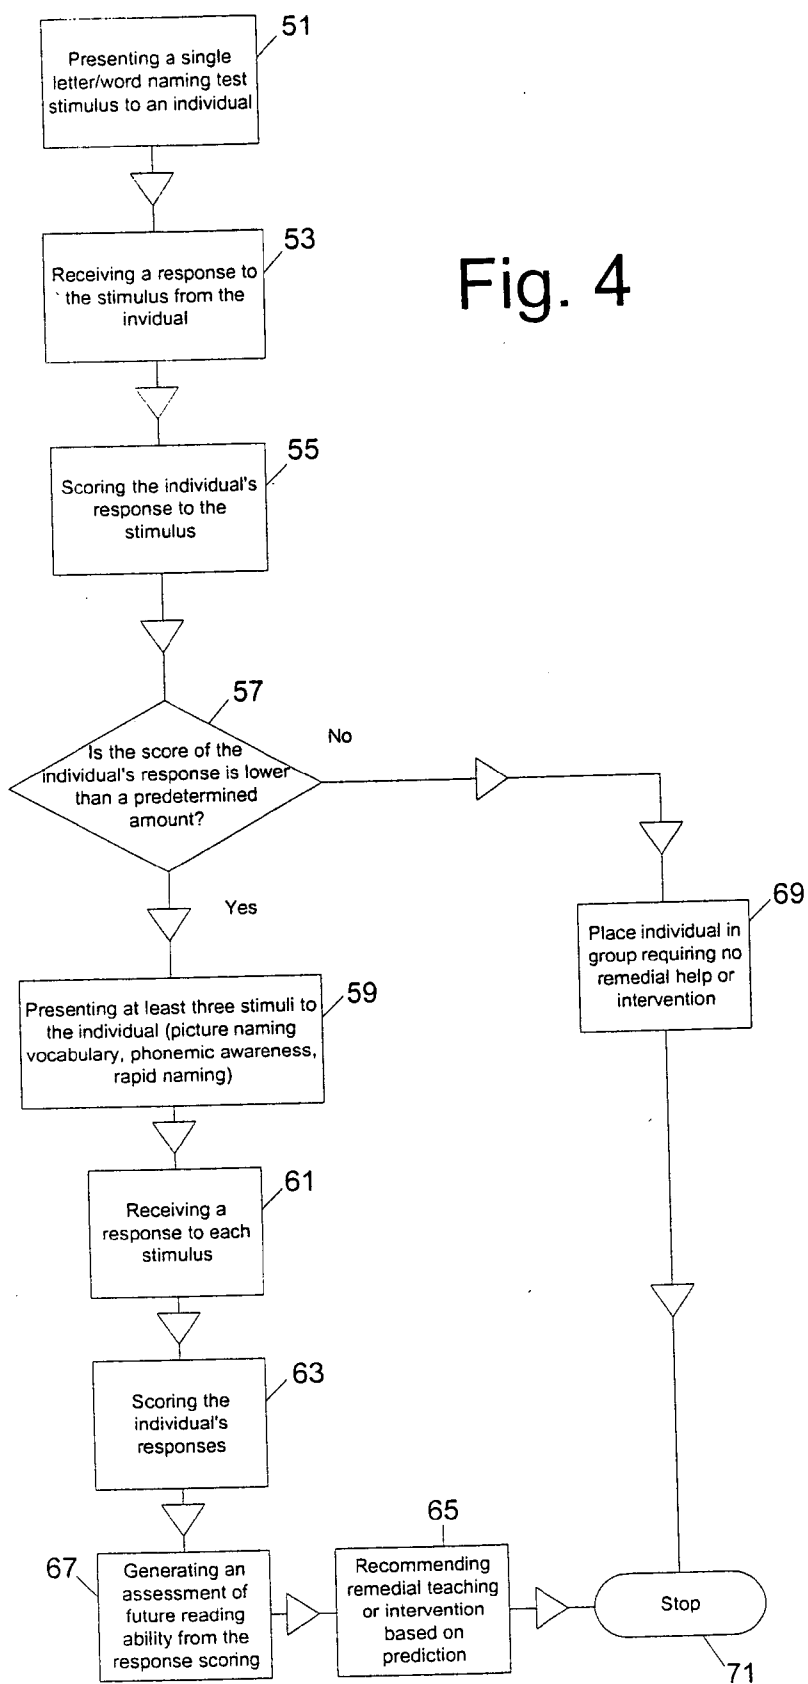 51
Presenting a single
letter/word naming test
stimulus to an individual
53
Receiving a response to
the stimulus from the
invidual
Fig. 4
55
Scoring the individual's
response to the
stimulus
57
Is the score of the
individual's response is lower
than a predetermined
amount?
No
Yes
69
Place individual in
group requiring no
remedial help or
intervention
59
Presenting at least three stimuli to
the individual (picture naming
vocabulary, phonemic awareness,
rapid naming)
61
Receiving a
response to each
stimulus
63
Scoring the
individual's
responses
67
Generating an
assessment of
future reading
ability from the
response scoring
65
Recommending
remedial teaching
or intervention
based on
prediction
Stop
71